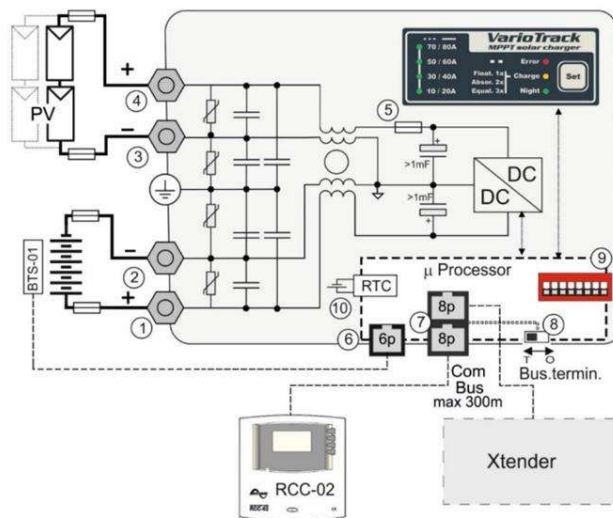 VarioTrack
MPPT solar charger
70 / 80A
50 / 60A
30 / 40A
10 / 20A
Float. 1x
Absor. 2x
Equal. 3x
Error
Charge
Night
Set
PV
+
4
−
3
5
>1mF
>1mF
DC
DC
BTS-01
−
2
+
1
µ Processor
9
RTC
10
8p
7
8p
6
6p
8
T O
Bus.termin.
Com
Bus
max 300m
RCC-02
RCC-02
Xtender